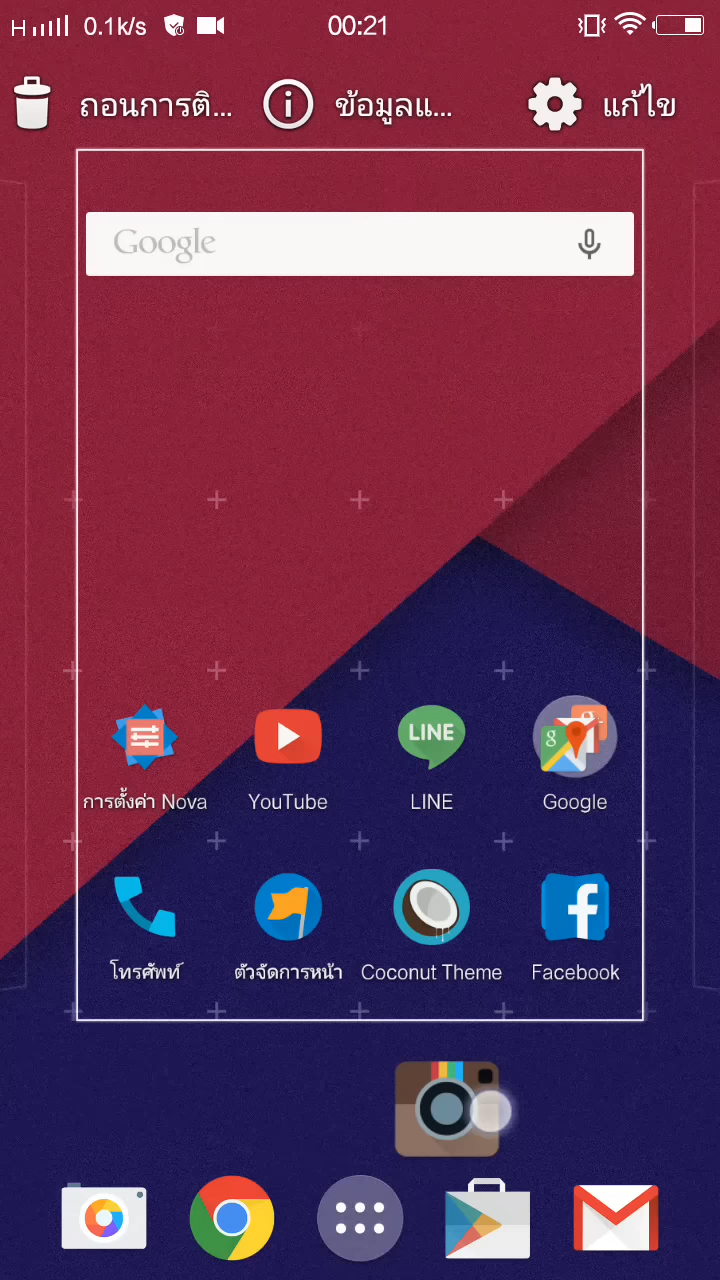 H 0.1k/s 00:21
ถอนการติ... ข้อมูลแ... แก้ไข
Google
การตั้งค่า Nova YouTube LINE Google
LINE
โทรศัพท์ ตัวจัดการหน้า Coconut Theme Facebook